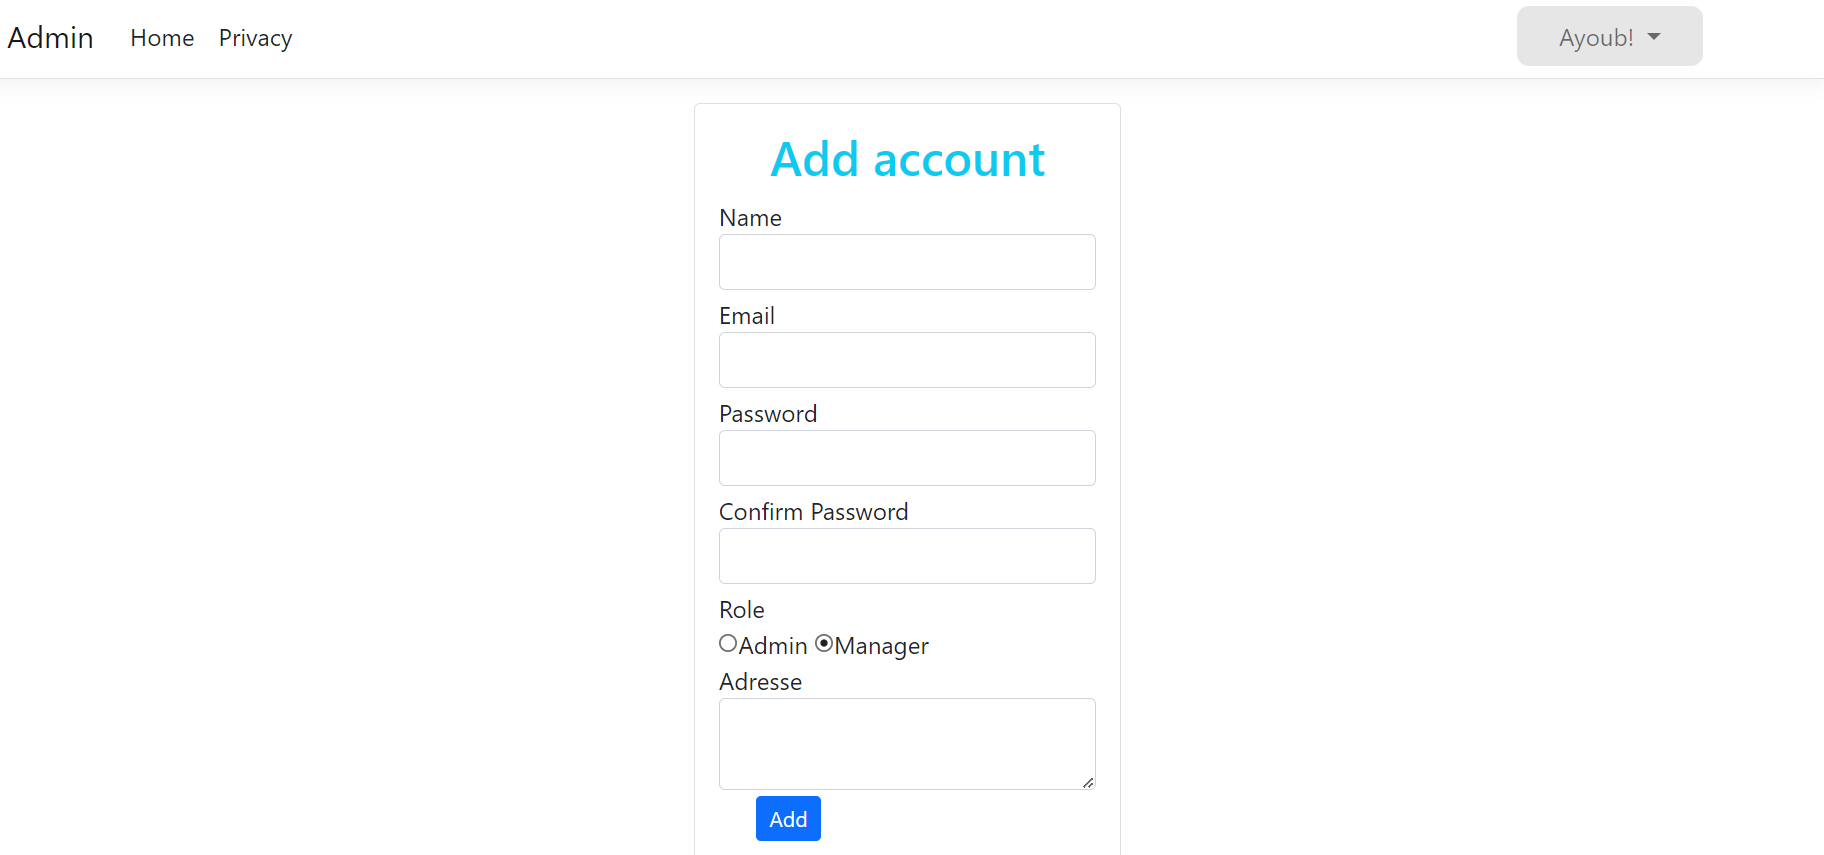 Admin Home Privacy Ayoub!
Add account
Name
Email
Password
Confirm Password
Role
Admin Manager
Adresse
Add